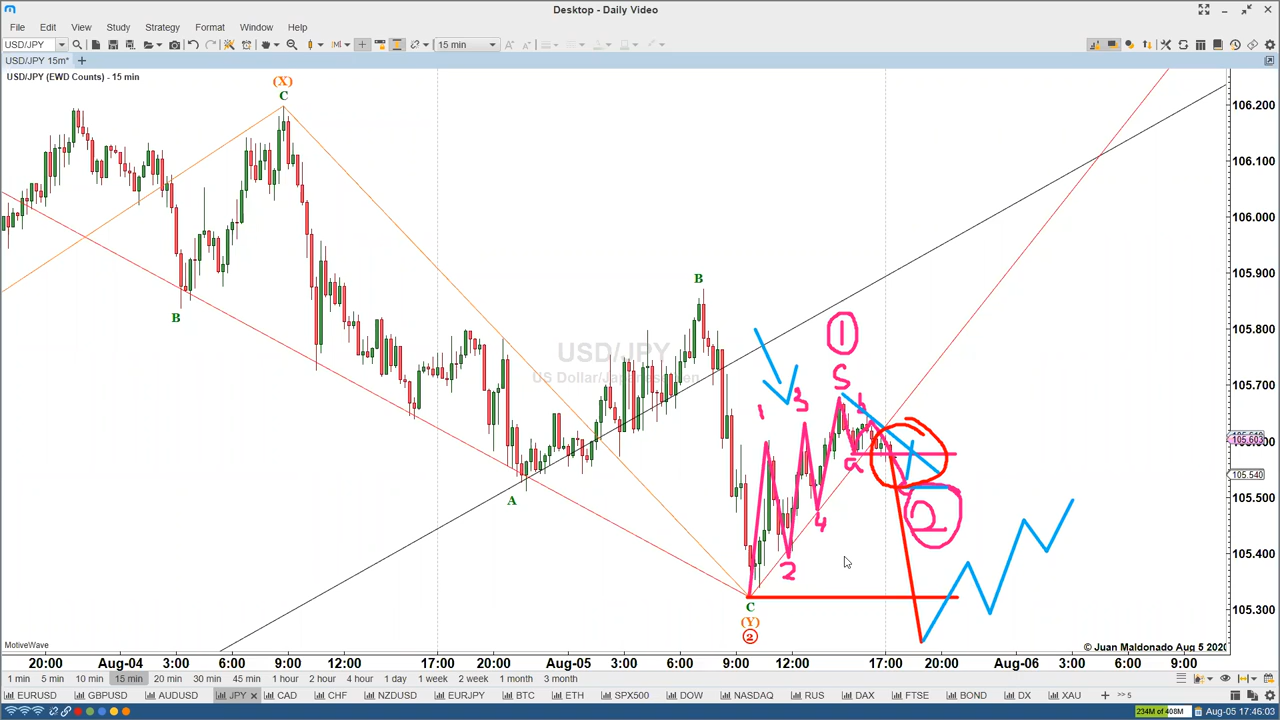 Desktop - Daily Video
File Edit View Study Strategy Format Window Help
USD/JPY 15 min
USD/JPY 15m*
USD/JPY (EWD Counts) - 15 min
(X)
C
B
A
B
USD/JPY
US Dollar/Japanese Yen
1
3
5
1
b
a
4
2
2
C
(Y)
2
106.200
106.100
106.000
105.900
105.800
105.700
105.603
105.540
105.500
105.400
105.300
MotiveWave
© Juan Maldonado Aug 5 2020
20:00 Aug-04 3:00 6:00 9:00 12:00 17:00 20:00 Aug-05 3:00 6:00 9:00 12:00 17:00 20:00 Aug-06 3:00 6:00 9:00
1 min 5 min 10 min 15 min 20 min 30 min 45 min 1 hour 2 hour 4 hour 1 day 1 week 2 week 1 month 3 month
EURUSD GBPUSD AUDUSD JPY CAD CHF NZDUSD EURJPY BTC ETH SPX500 DOW NASDAQ RUS DAX FTSE BOND DX XAU >> 5
234M of 408M Aug-05 17:46:03